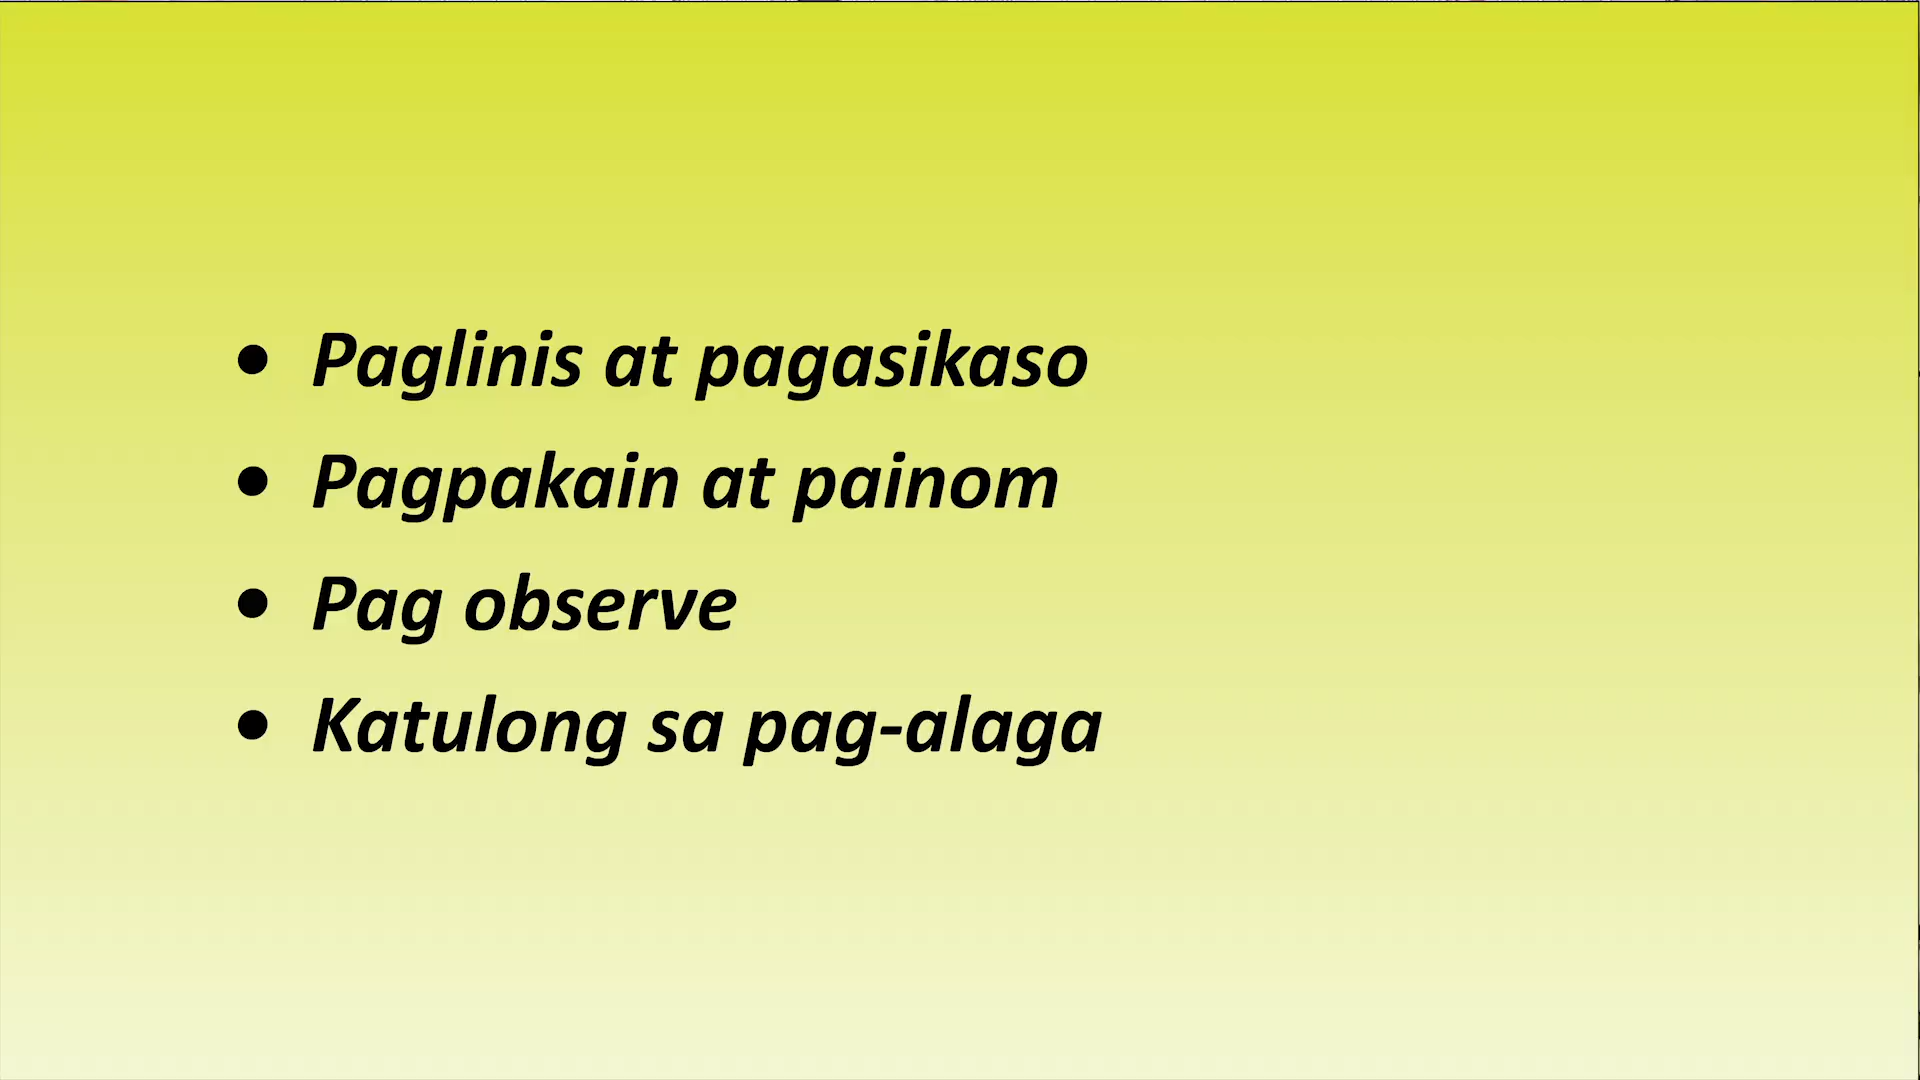 • Paglinis at pagasikaso
• Pagpakain at painom
• Pag observe
• Katulong sa pag-alaga